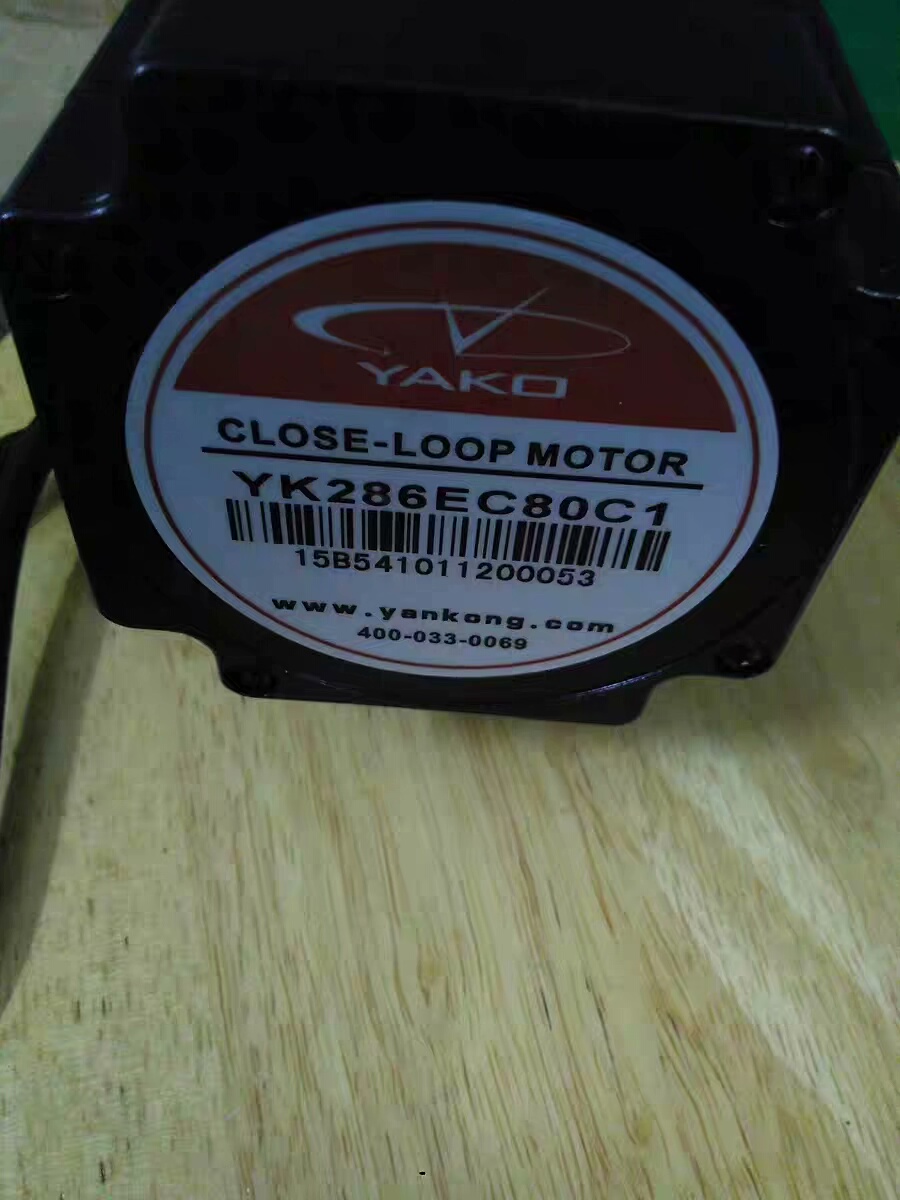 YAKO
CLOSE-LOOP MOTOR
YK286EC80C1
15B541011200053
www.yankong.com
400-033-0069